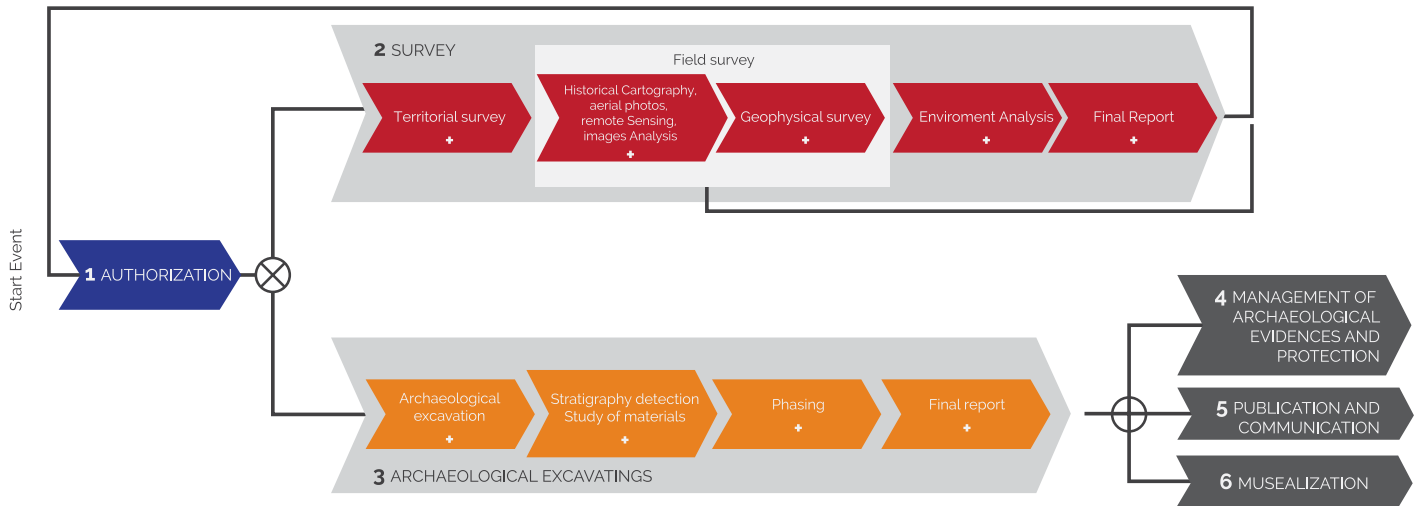 Start Event
1 AUTHORIZATION
2 SURVEY
Field survey
Territorial survey
+
Historical Cartography,
aerial photos,
remote Sensing,
images Analysis
+
Geophysical survey
+
Enviroment Analysis
+
Final Report
+
Archaeological
excavation
+
Stratigraphy detection
Study of materials
+
Phasing
+
Final report
+
3 ARCHAEOLOGICAL EXCAVATINGS
4 MANAGEMENT OF
ARCHAEOLOGICAL
EVIDENCES AND
PROTECTION
5 PUBLICATION AND
COMMUNICATION
6 MUSEALIZATION